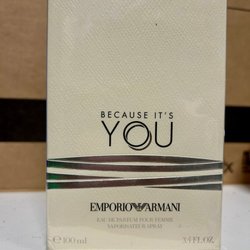 BECAUSE IT'S
YOU
EMPORIO ARMANI
EAU DE PARFUM POUR FEMME
VAPORISATEUR SPRAY
100 ml 3.4 FL.OZ.